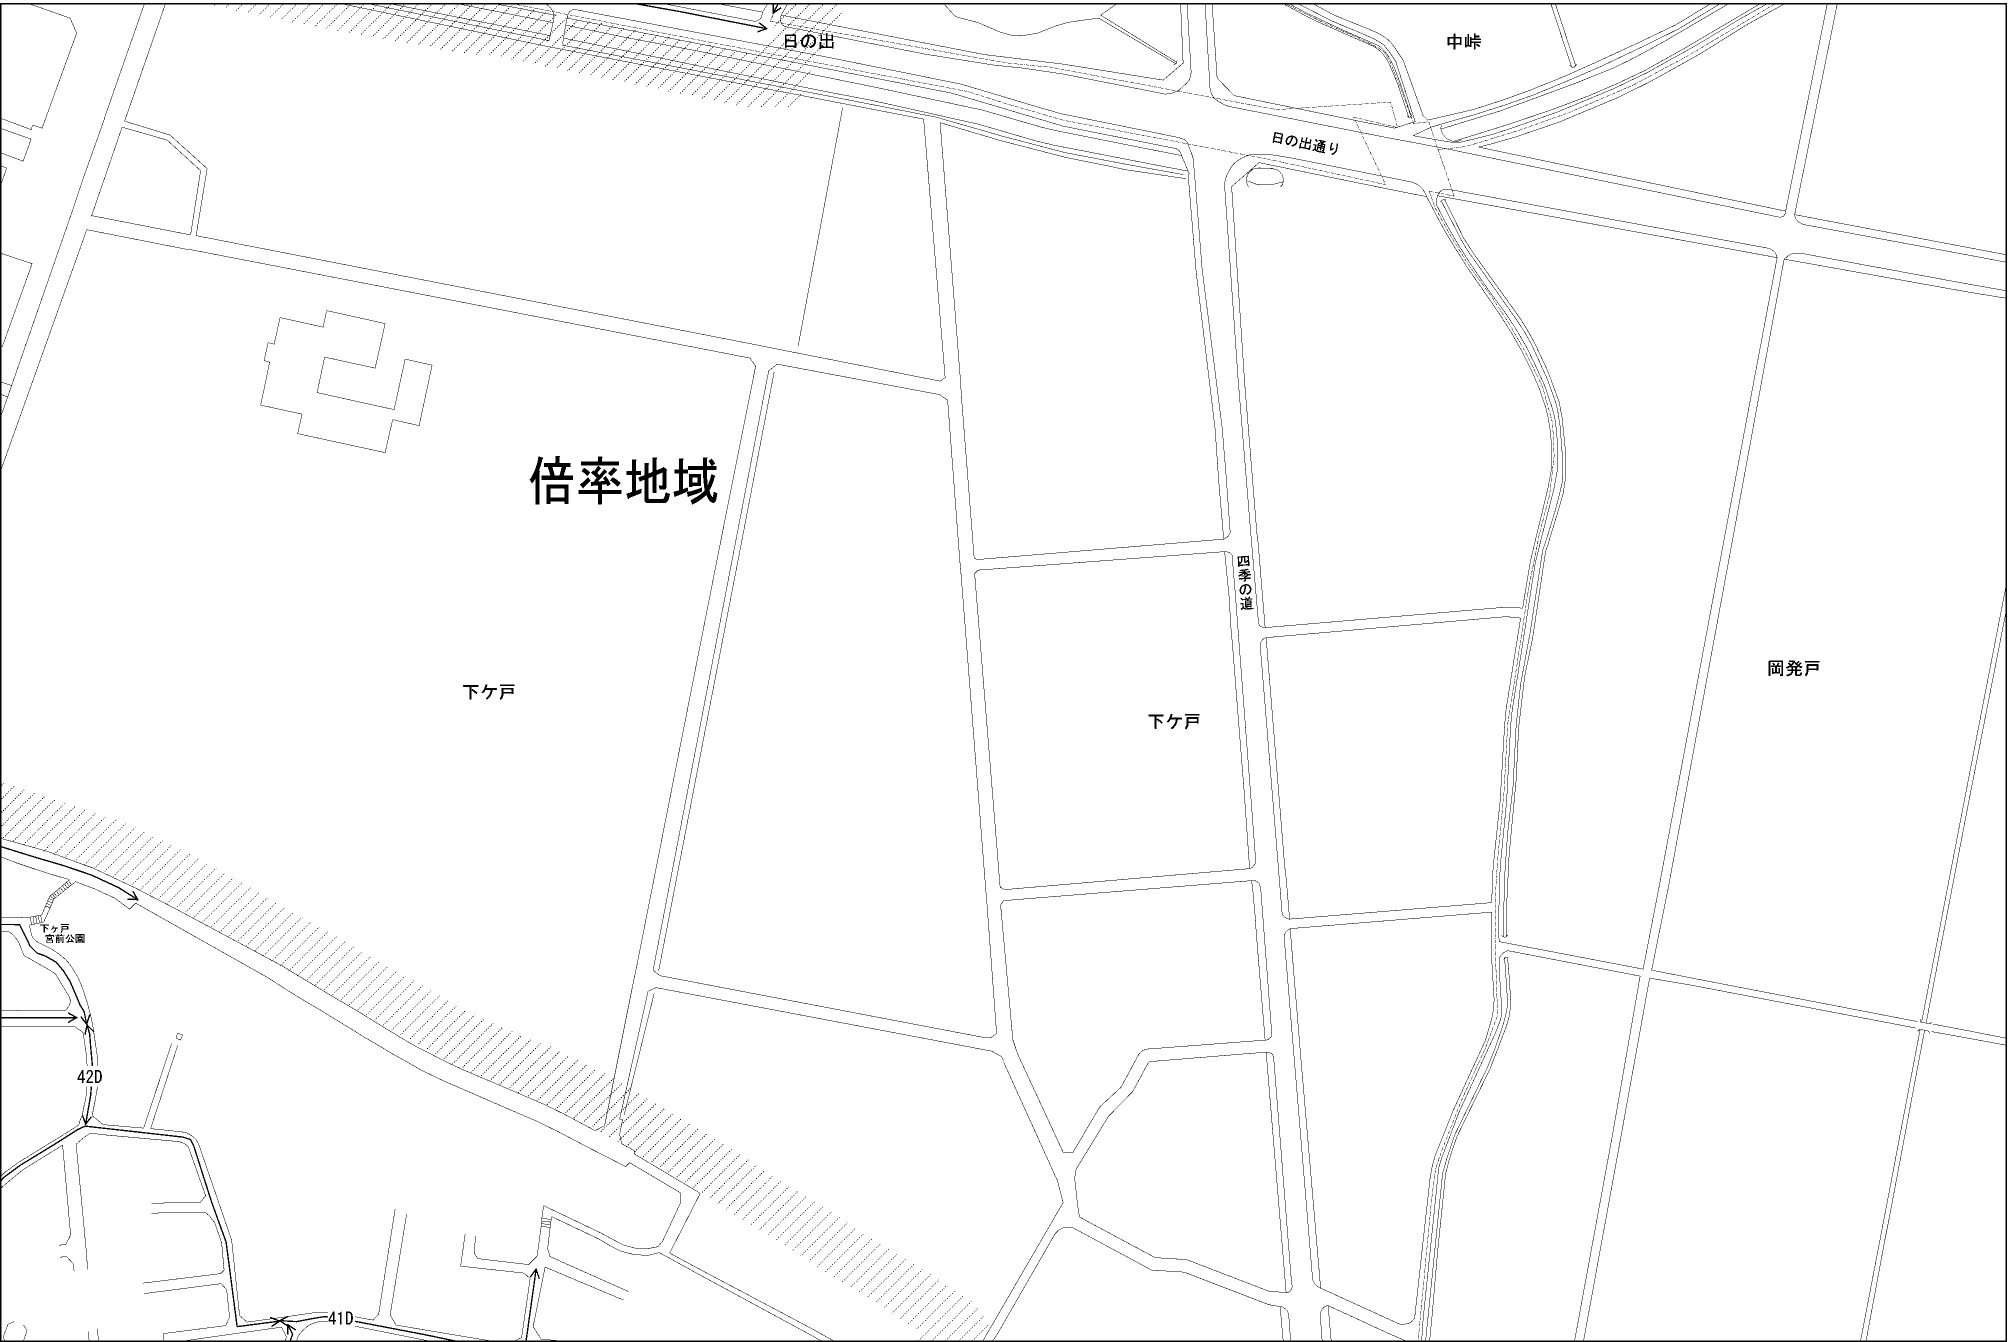 日の出
中峠
日の出通り
倍率地域
四季の道
岡発戸
下ケ戸
下ケ戸
下ヶ戸
宮前公園
42D
41D